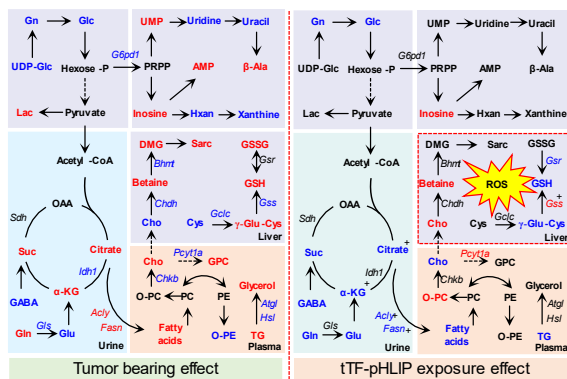 Gn Glc UMP Uridine Uracil
G6pd1
UDP-Glc Hexose -P PRPP AMP β-Ala
Lac Pyruvate Inosine Hxan Xanthine
Acetyl -CoA
DMG Sarc GSSG
Bhmt Gsr
Betaine GSH
Chdh Gss
Cho Cys Gclc γ-Glu-Cys
Liver
OAA
Sdh
Suc Citrate
Idh1
α-KG
GABA
Gls
Gln Glu
Urine
Acly
Fasn
Cho Pcyt1a GPC
Chkb
O-PC PC PE Glycerol
Atgl
Hsl
Fatty acids O-PE TG
Plasma
Tumor bearing effect
Gn Glc UMP Uridine Uracil
G6pd1
UDP-Glc Hexose -P PRPP AMP β-Ala
Lac Pyruvate Inosine Hxan Xanthine
Acetyl -CoA
DMG Sarc GSSG
Bhmt Gsr
Betaine ROS GSH
Chdh + Gss
Cho Cys Gclc γ-Glu-Cys
Liver
OAA
Sdh
Suc Citrate +
Idh1
α-KG +
GABA
Gls
Gln Glu
Urine
Acly +
Fasn +
Cho Pcyt1a GPC
Chkb
O-PC PC PE Glycerol
Atgl
Hsl
Fatty acids O-PE TG
Plasma
tTF-pHLIP exposure effect